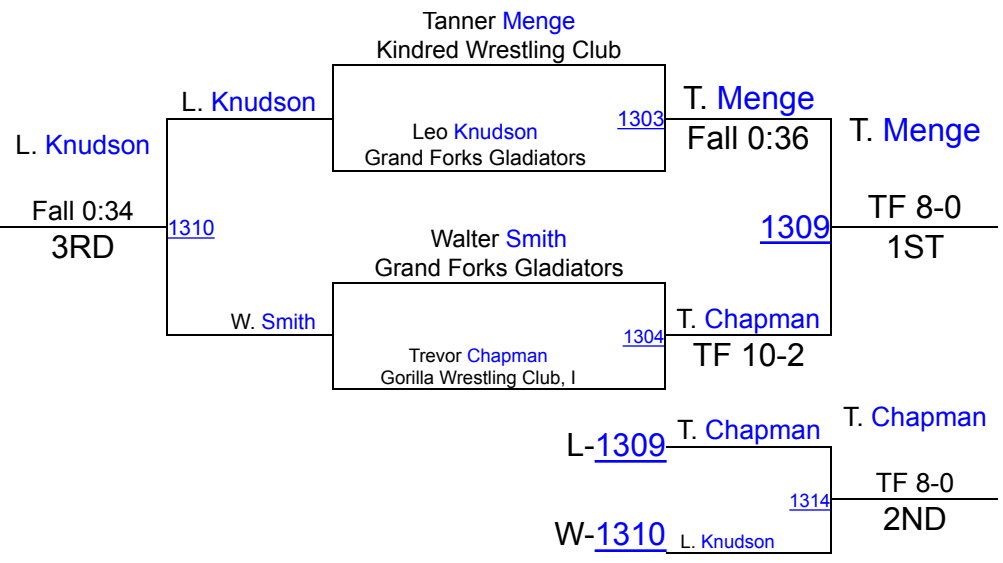 Tanner Menge
Kindred Wrestling Club
L. Knudson
T. Menge
1303
Leo Knudson
Grand Forks Gladiators
Fall 0:36
L. Knudson
T. Menge
Fall 0:34
1310
3RD
TF 8-0
1309
1ST
Walter Smith
Grand Forks Gladiators
W. Smith
T. Chapman
1304
Trevor Chapman
Gorilla Wrestling Club, I
TF 10-2
L-1309
T. Chapman
T. Chapman
TF 8-0
1314
2ND
W-1310
L. Knudson